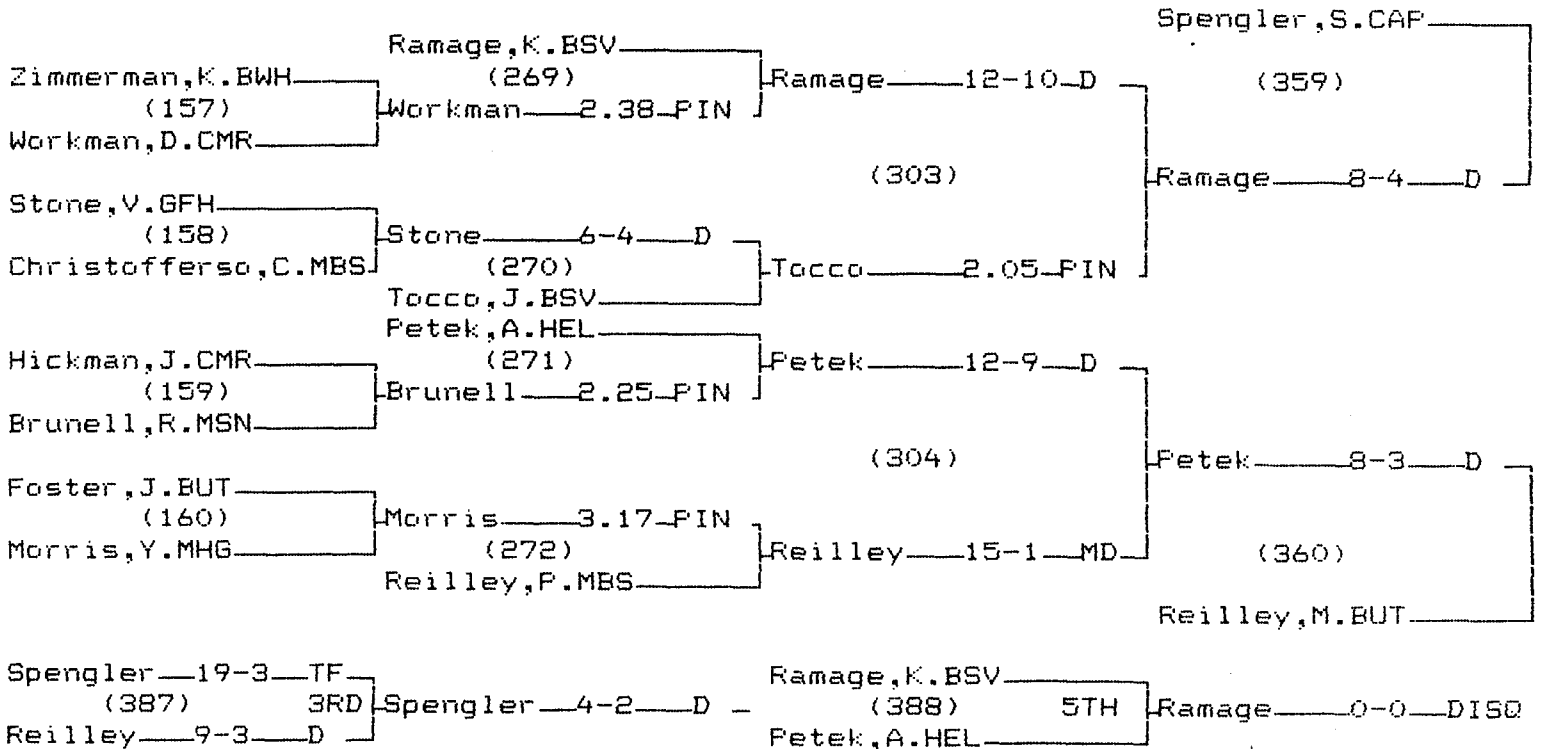 Spengler,S.CAP
Ramage,K.BSV
Zimmerman,K.BWH (269) Ramage 12-10 D (359)
(157) Workman 2.38 PIN
Workman,D.CMR
(303) Ramage 8-4 D
Stone,V.GFH
(158) Stone 6-4 D
Christofferso,C.MBS (270) Tocco 2.05 PIN
Tocco,J.BSV
Petek,A.HEL
Hickman,J.CMR (271) Petek 12-9 D
(159) Brunell 2.25 PIN
Brunell,R.MSN
(304) Petek 8-3 D
Foster,J.BUT
(160) Morris 3.17 PIN
Morris,Y.MHG (272) Reilley 15-1 MD (360)
Reilley,P.MBS
Reilley,M.BUT
Spengler 19-3 TF Ramage,K.BSV
(387) 3RD Spengler 4-2 D (388) 5TH Ramage 0-0 DISQ
Reilley 9-3 D Petek,A.HEL